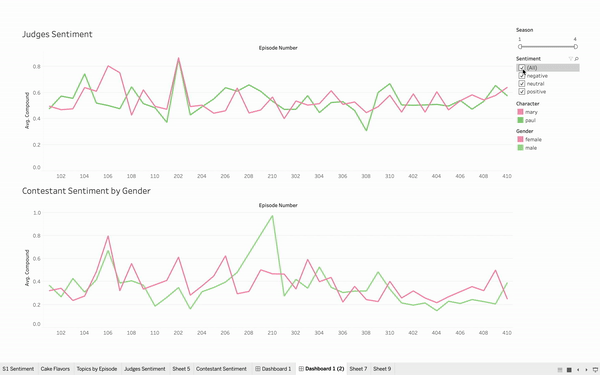 Judges Sentiment
Episode Number
Avg. Compound
0.8
0.6
0.4
0.2
0.0
102 104 106 108 110 202 204 206 208 210 302 304 306 308 310 402 404 406 408 410
Contestant Sentiment by Gender
Episode Number
Avg. Compound
1.0
0.8
0.6
0.4
0.2
0.0
102 104 106 108 110 202 204 206 208 210 302 304 306 308 310 402 404 406 408 410
Season
1 4
Sentiment
(All)
negative
neutral
positive
Character
mary
paul
Gender
female
male
S1 Sentiment Cake Flavors Topics by Episode Judges Sentiment Sheet 5 Contestant Sentiment Dashboard 1 Dashboard 1 (2) Sheet 7 Sheet 9